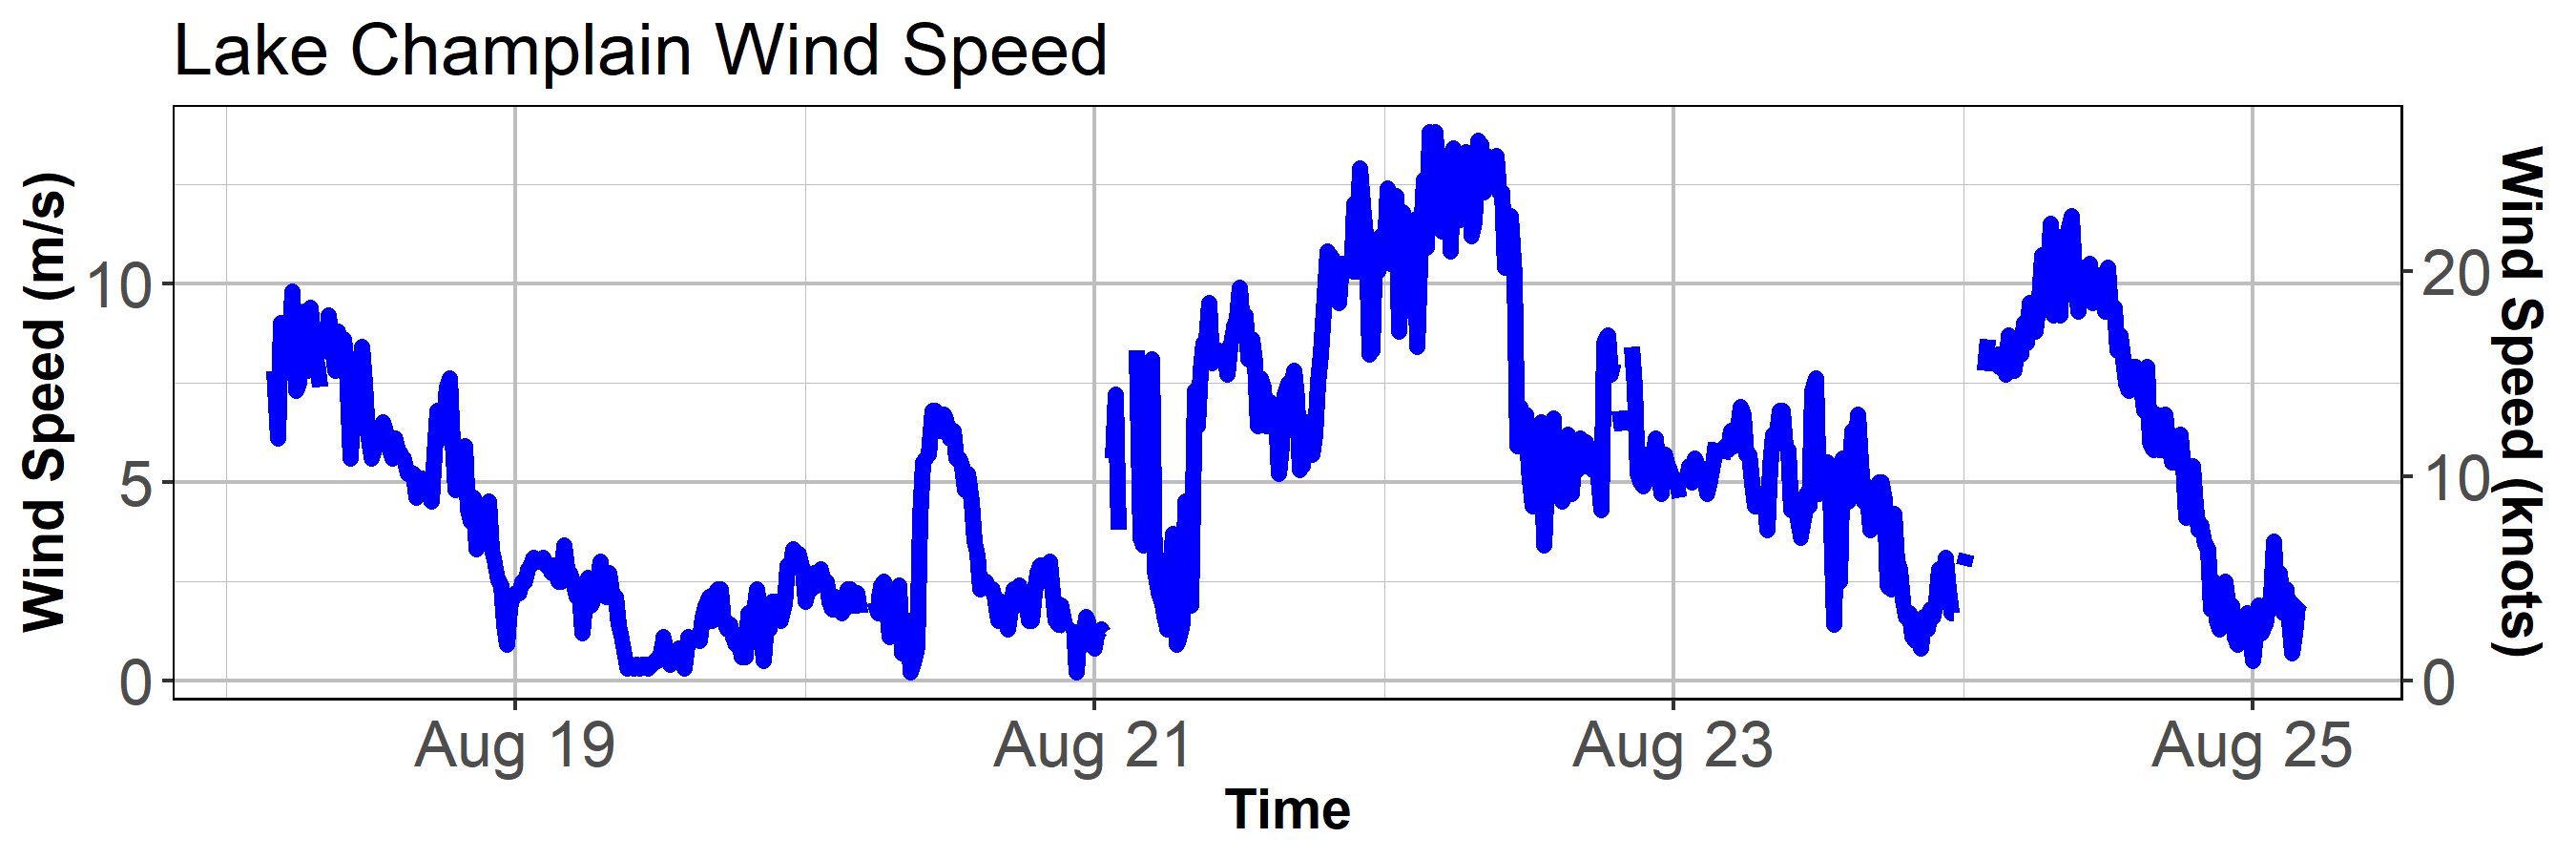 Lake Champlain Wind Speed
Wind Speed (m/s)
10
5
0
20
10
0
Wind Speed (knots)
Aug 19
Aug 21
Aug 23
Aug 25
Time